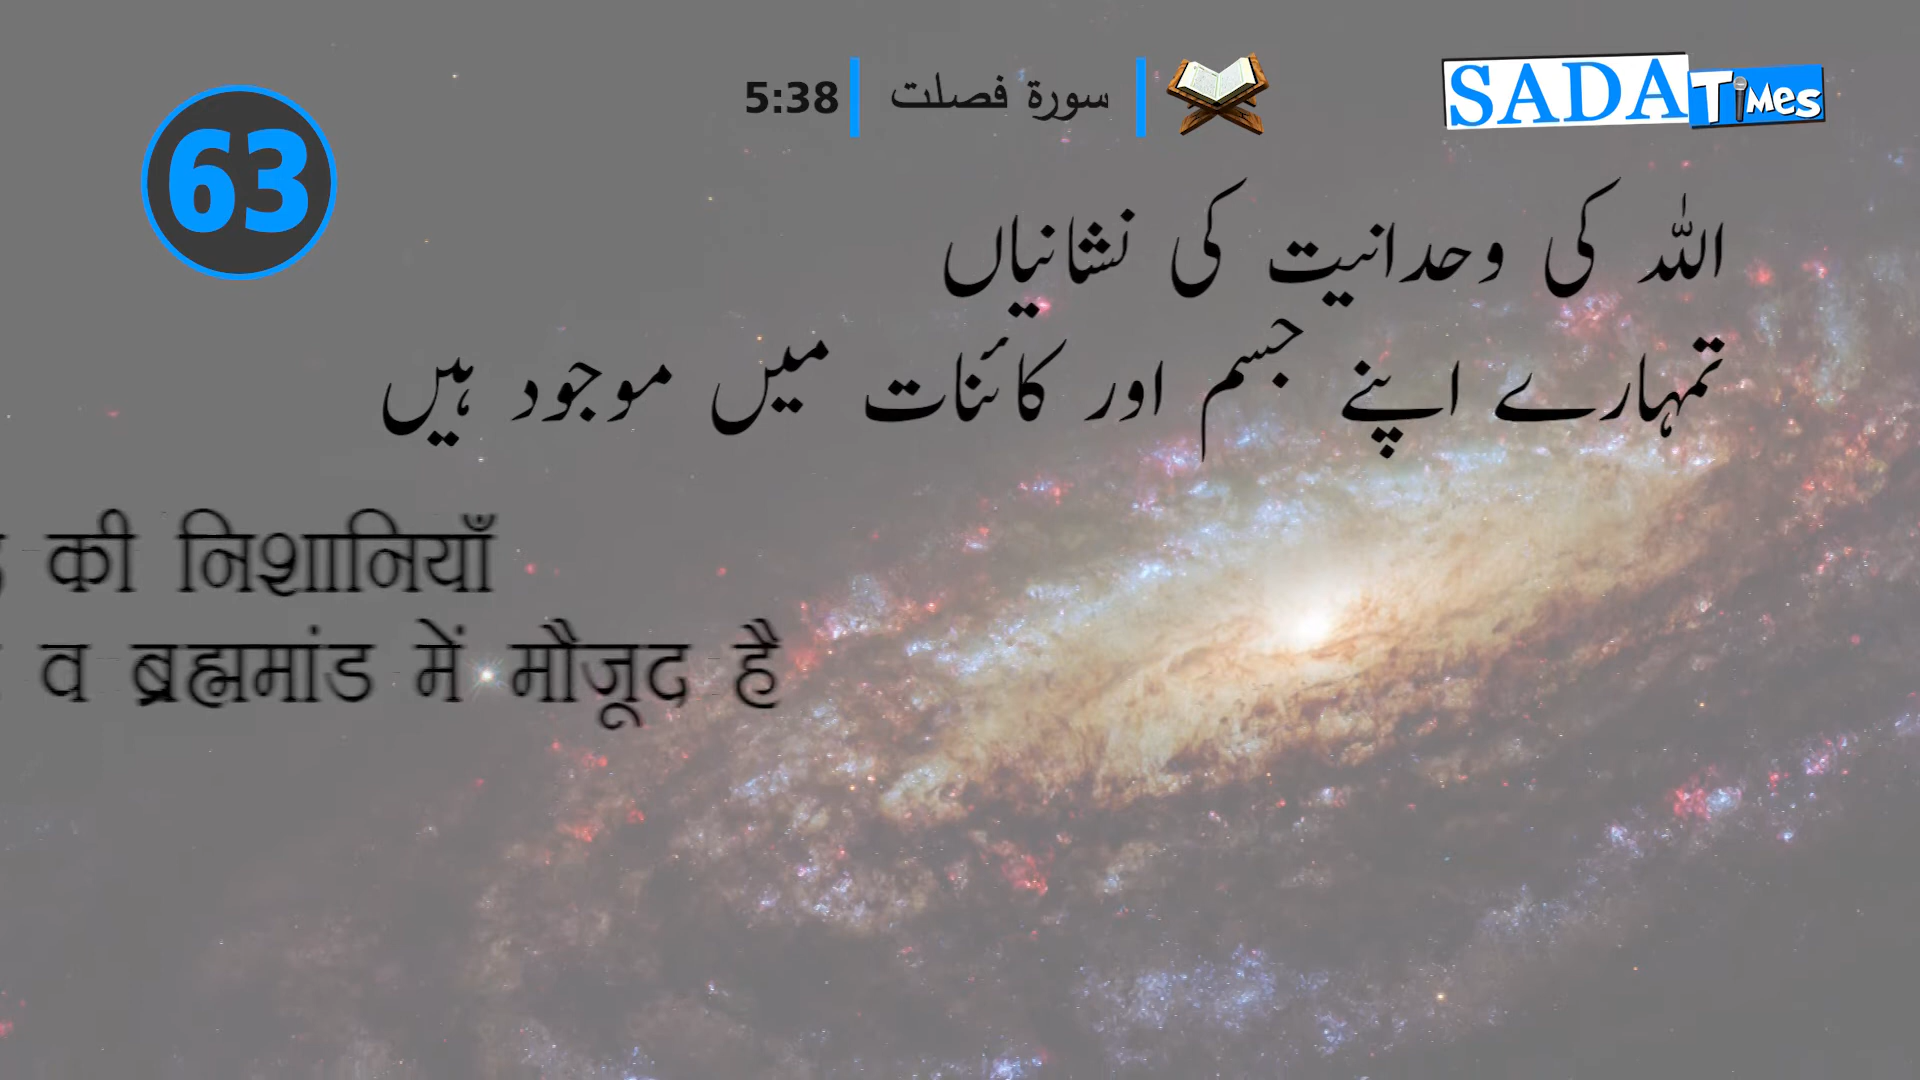 63
سورة فصلت
5:38
SADA Times
اللہ کی وحدانیت کی نشانیاں
تمہارے اپنے جسم اور کائنات میں موجود ہیں
की निशानियाँ
व ब्रह्ममांड में मौजूद है